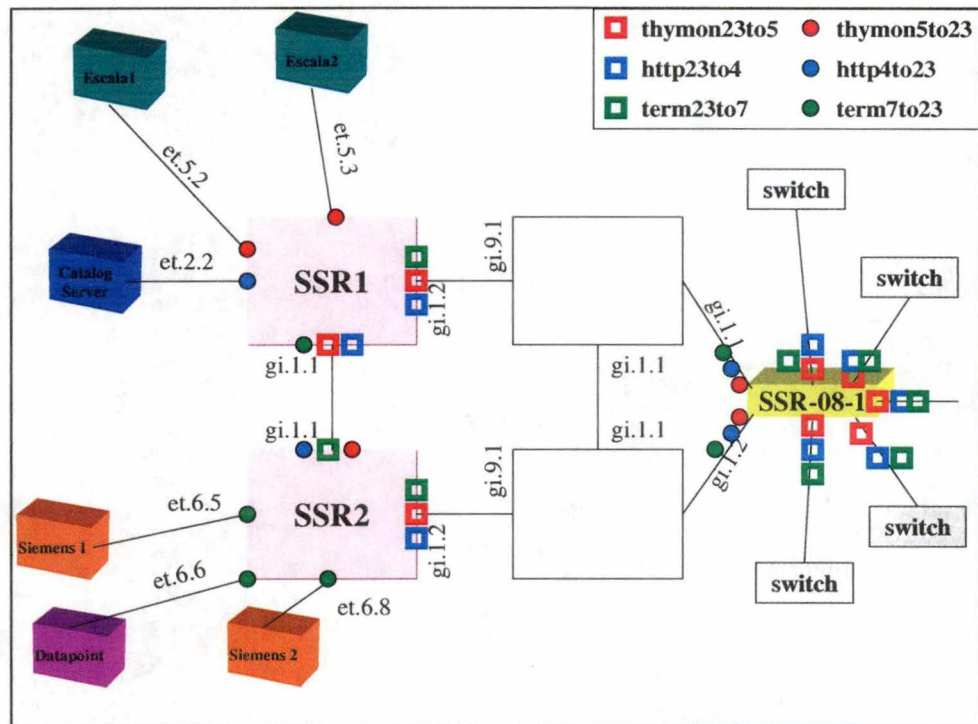 Escala1
Escala2
thymon23to5
thymon5to23
http23to4
http4to23
term23to7
term7to23
et.5.2
et.5.3
switch
Catalog
Server
et.2.2
SSR1
gi.1.2
gi.9.1
switch
gi.1.1
gi.1.1
SSR-08-1
gi.1.1
gi.1.1
gi.1.2
SSR2
gi.1.2
gi.9.1
et.6.5
Siemens 1
switch
et.6.6
switch
et.6.8
Datapoint
Siemens 2